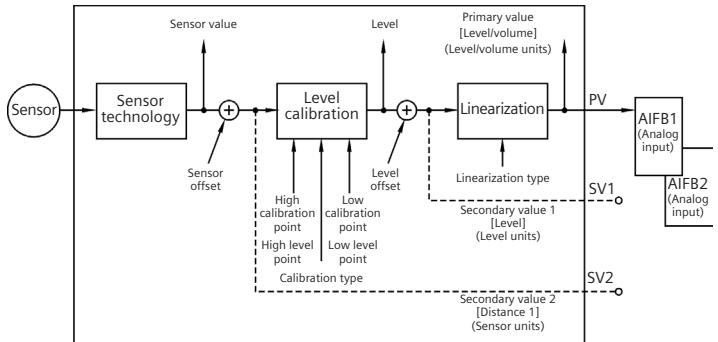 Sensor value
Level
Primary value
[Level/volume]
(Level/volume units)
Sensor
Sensor
technology
Level
calibration
Linearization
PV
AIFB1
(Analog
input)
AIFB2
(Analog
input)
Sensor
offset
Level
offset
Linearization type
High
calibration
point
Low
calibration
point
High level
point
Low level
point
Calibration type
SV1
Secondary value 1
[Level]
(Level units)
SV2
Secondary value 2
[Distance 1]
(Sensor units)